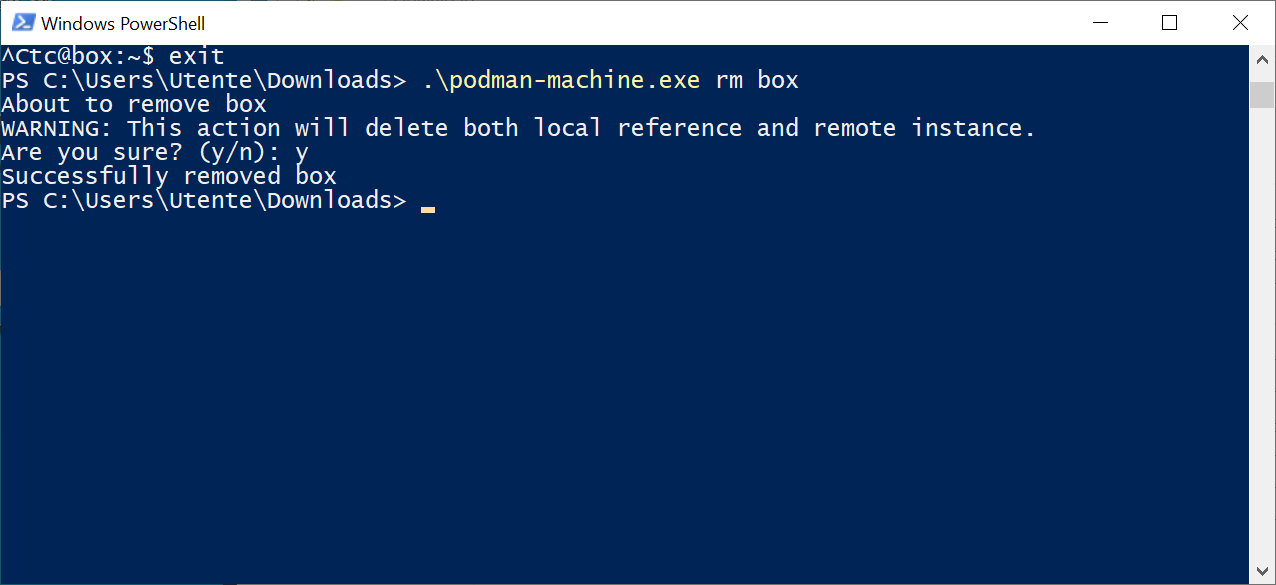 Windows PowerShell
^Ctc@box:~$ exit
PS C:\Users\Utente\Downloads> .\podman-machine.exe rm box
About to remove box
WARNING: This action will delete both local reference and remote instance.
Are you sure? (y/n): y
Successfully removed box
PS C:\Users\Utente\Downloads>